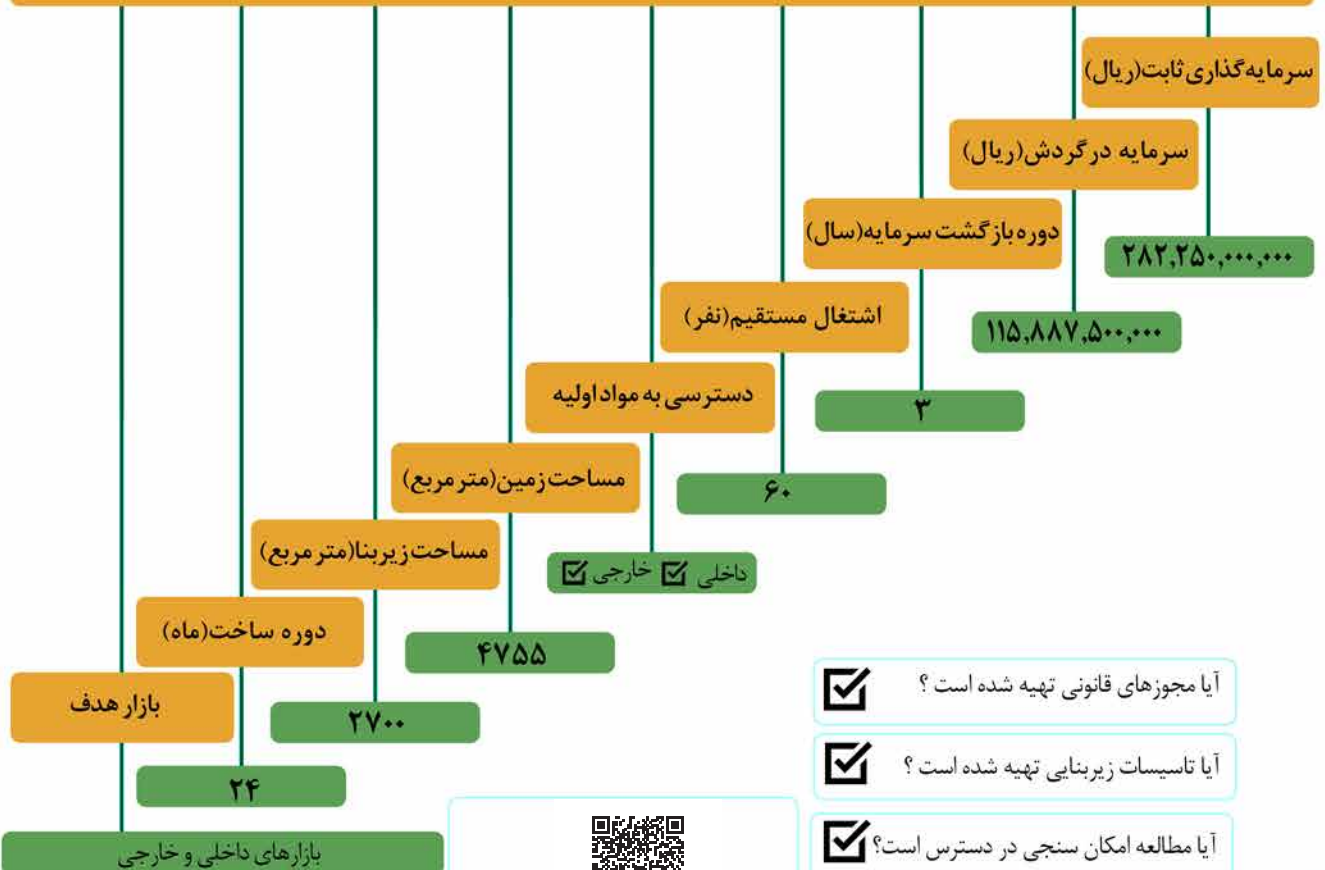 سرمایه‌گذاری ثابت(ریال)
۲۸۲,۲۵۰,۰۰۰,۰۰۰
سرمایه در گردش(ریال)
۱۱۵,۸۸۷,۵۰۰,۰۰۰
دوره بازگشت سرمایه(سال)
۳
اشتغال مستقیم(نفر)
۶۰
دسترسی به مواد اولیه
داخلی ☑ خارجی ☑
مساحت زمین(متر مربع)
۴۷۵۵
مساحت زیربنا(متر مربع)
۲۷۰۰
دوره ساخت(ماه)
۲۴
بازار هدف
بازارهای داخلی و خارجی
آیا مجوزهای قانونی تهیه شده است ؟ ☑
آیا تاسیسات زیربنایی تهیه شده است ؟ ☑
آیا مطالعه امکان سنجی در دسترس است؟ ☑